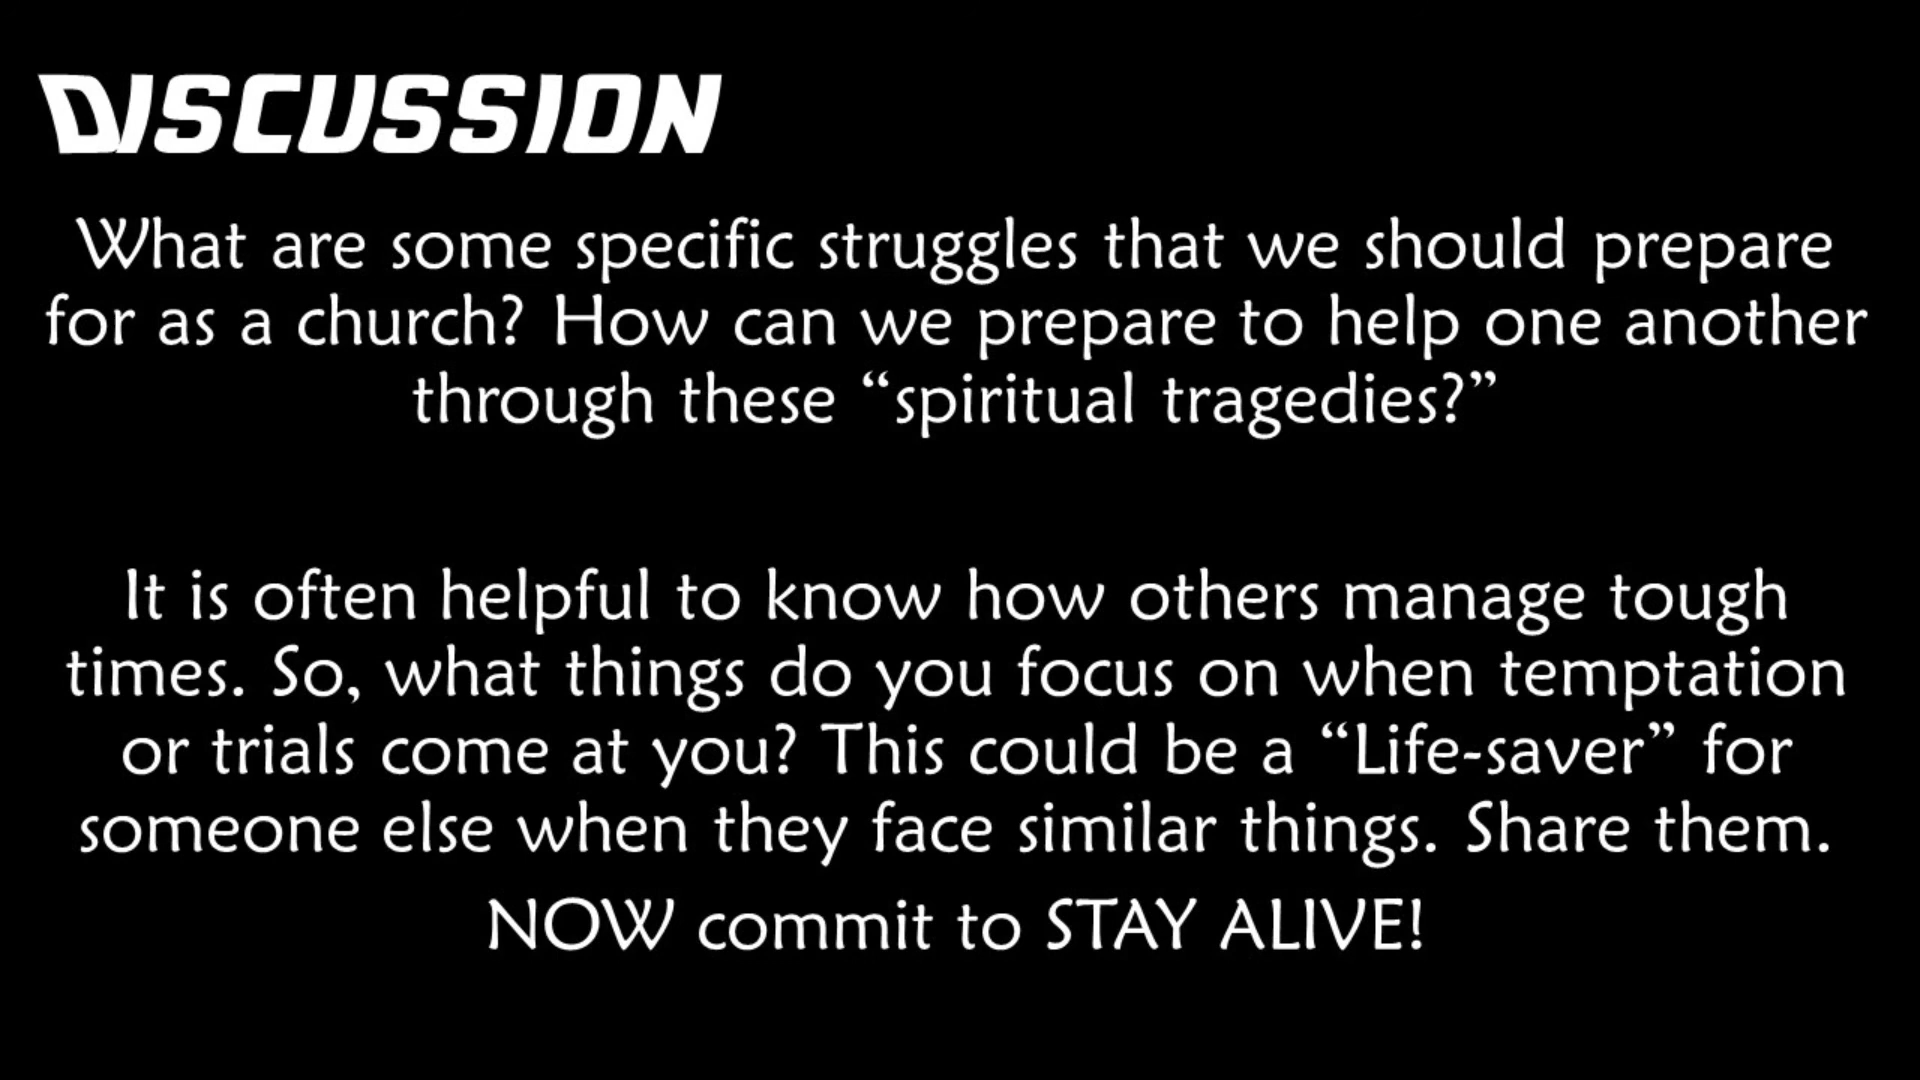 DISCUSSION
What are some specific struggles that we should prepare
for as a church? How can we prepare to help one another
through these “spiritual tragedies?”
It is often helpful to know how others manage tough
times. So, what things do you focus on when temptation
or trials come at you? This could be a “Life-saver” for
someone else when they face similar things. Share them.
NOW commit to STAY ALIVE!